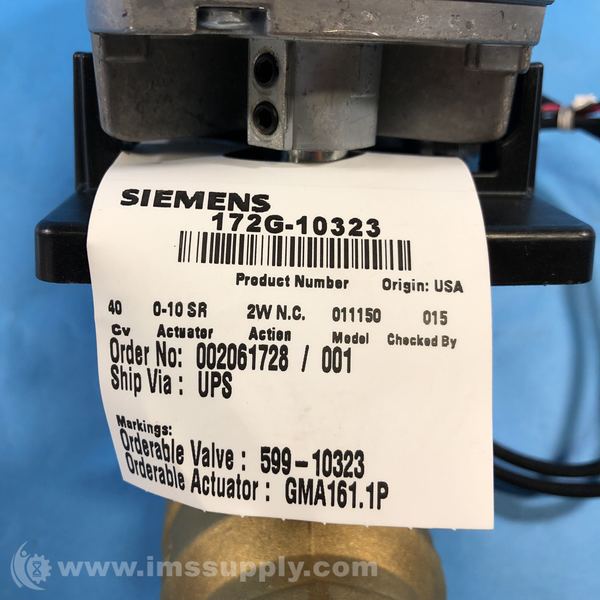 SIEMENS
172G-10323
Product Number Origin: USA
40 0-10 SR 2W N.C. 011150 015
Cv Actuator Action Model Checked By
Order No: 002061728 / 001
Ship Via: UPS
Markings:
Orderable Valve: 599-10323
Orderable Actuator: GMA161.1P
www.imssupply.com